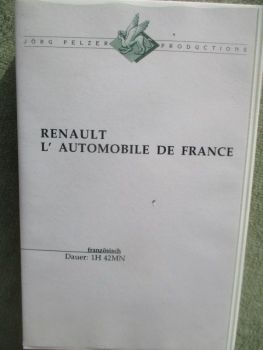 JÖRG PELZER PRODUCTIONS
RENAULT
L' AUTOMOBILE DE FRANCE
französisch
Dauer: 1H 42MN